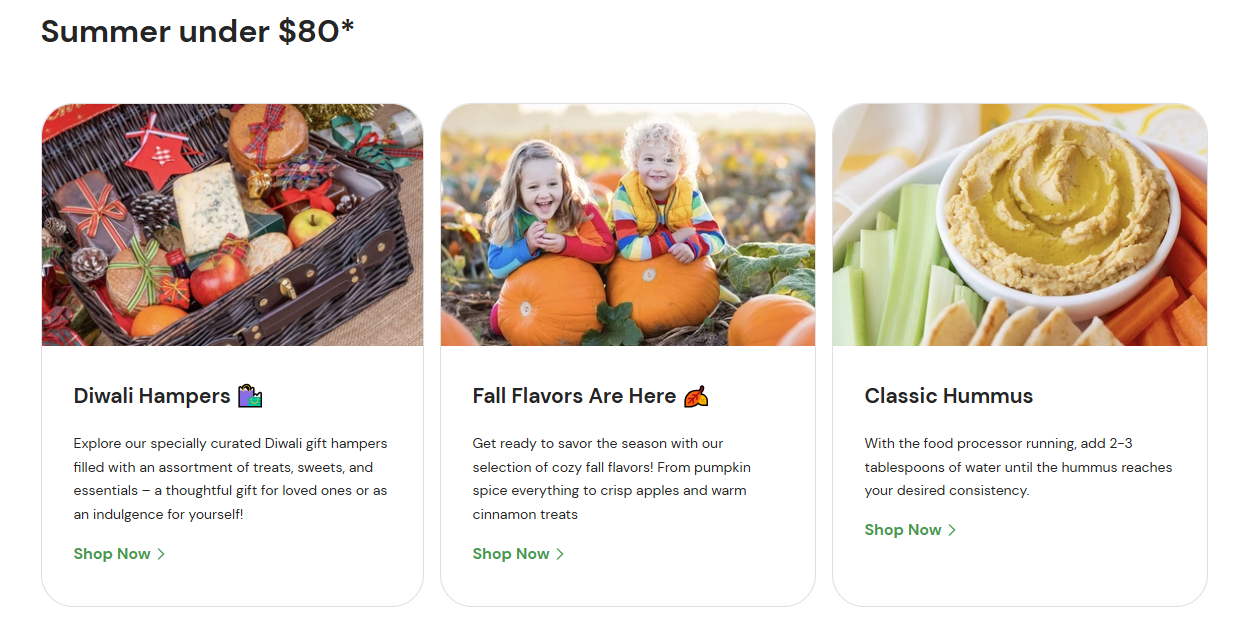 Summer under $80*
Diwali Hampers 🛍️
Explore our specially curated Diwali gift hampers
filled with an assortment of treats, sweets, and
essentials – a thoughtful gift for loved ones or as
an indulgence for yourself!
Shop Now >
Fall Flavors Are Here 🍂
Get ready to savor the season with our
selection of cozy fall flavors! From pumpkin
spice everything to crisp apples and warm
cinnamon treats
Shop Now >
Classic Hummus
With the food processor running, add 2-3
tablespoons of water until the hummus reaches
your desired consistency.
Shop Now >